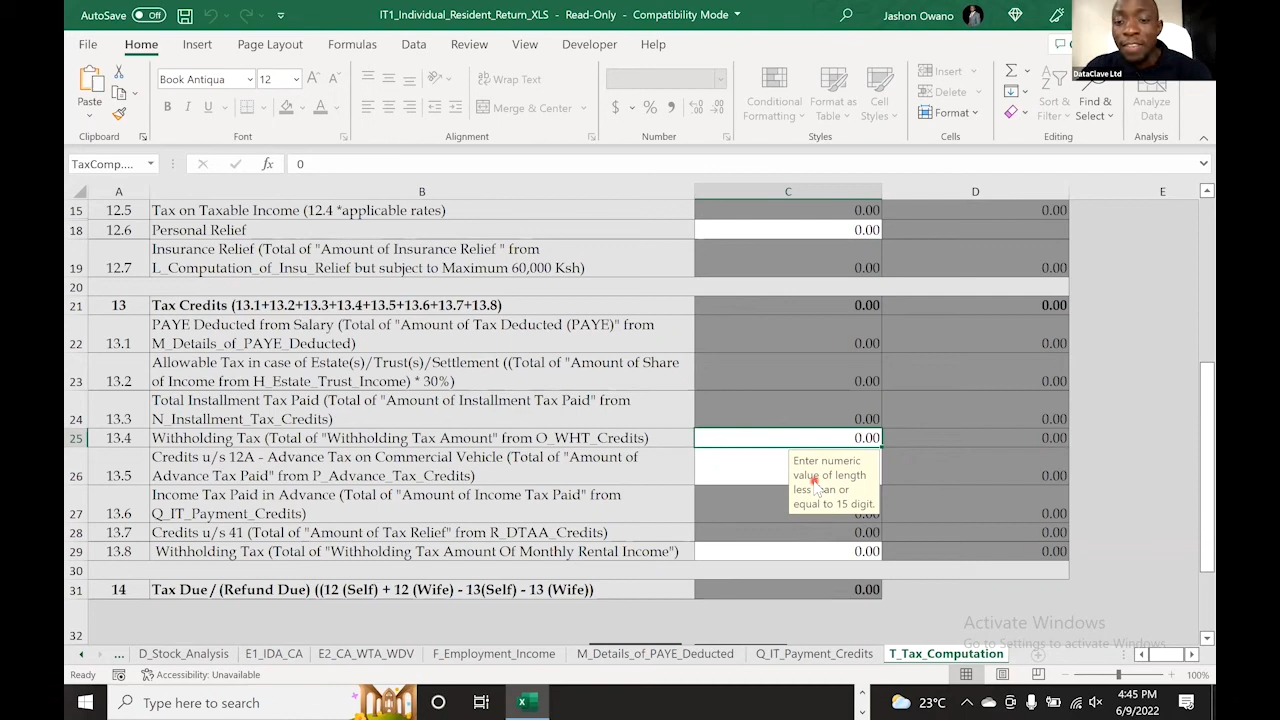 AutoSave Off
IT1_Individual_Resident_Return_XLS - Read-Only - Compatibility Mode
Jashon Owano
DataClave Ltd
File Home Insert Page Layout Formulas Data Review View Developer Help
Paste
Book Antiqua 12
Wrap Text
Merge & Center
Conditional Formatting
Format as Table
Cell Styles
Insert
Delete
Format
Sort & Filter
Find & Select
Analyze Data
Clipboard Font Alignment Number Styles Cells Editing Analysis
TaxComp.... fx 0
A B C D E
15 12.5 Tax on Taxable Income (12.4 *applicable rates) 0.00 0.00
18 12.6 Personal Relief 0.00
Insurance Relief (Total of "Amount of Insurance Relief " from
19 12.7 L_Computation_of_Insu_Relief but subject to Maximum 60,000 Ksh) 0.00 0.00
20
21 13 Tax Credits (13.1+13.2+13.3+13.4+13.5+13.6+13.7+13.8) 0.00 0.00
PAYE Deducted from Salary (Total of "Amount of Tax Deducted (PAYE)" from
22 13.1 M_Details_of_PAYE_Deducted) 0.00 0.00
Allowable Tax in case of Estate(s)/Trust(s)/Settlement ((Total of "Amount of Share
23 13.2 of Income from H_Estate_Trust_Income) * 30%) 0.00 0.00
Total Installment Tax Paid (Total of "Amount of Installment Tax Paid" from
24 13.3 N_Installment_Tax_Credits) 0.00 0.00
25 13.4 Withholding Tax (Total of "Withholding Tax Amount" from O_WHT_Credits) 0.00 0.00
Credits u/s 12A - Advance Tax on Commercial Vehicle (Total of "Amount of
26 13.5 Advance Tax Paid" from P_Advance_Tax_Credits) 0.00
Enter numeric
value of length
less than or
equal to 15 digit.
Income Tax Paid in Advance (Total of "Amount of Income Tax Paid" from
27 13.6 Q_IT_Payment_Credits) 0.00 0.00
28 13.7 Credits u/s 41 (Total of "Amount of Tax Relief" from R_DTAA_Credits) 0.00 0.00
29 13.8 Withholding Tax (Total of "Withholding Tax Amount Of Monthly Rental Income") 0.00 0.00
30
31 14 Tax Due / (Refund Due) ((12 (Self) + 12 (Wife) - 13(Self) - 13 (Wife)) 0.00
32
Activate Windows
Go to Settings to activate Windows.
... D_Stock_Analysis E1_IDA_CA E2_CA_WTA_WDV F_Employment_Income M_Details_of_PAYE_Deducted Q_IT_Payment_Credits T_Tax_Computation
Ready Accessibility: Unavailable 100%
Type here to search 23°C 4:45 PM
6/9/2022